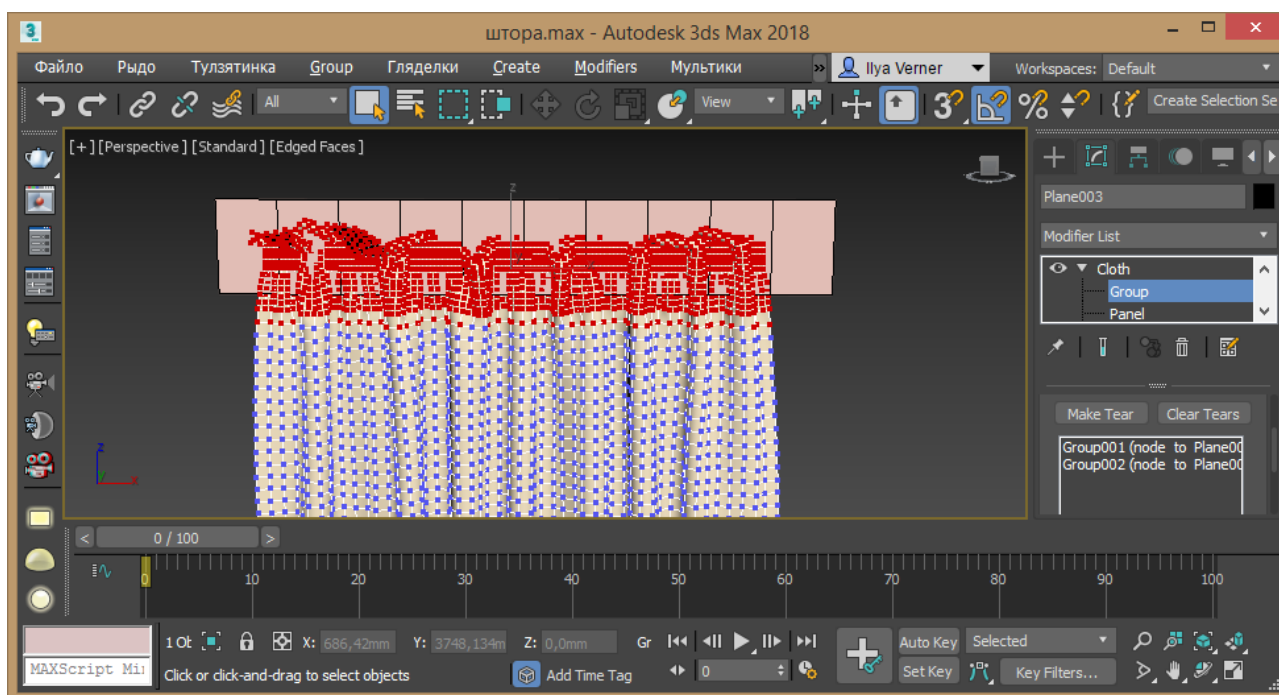 штора.max - Autodesk 3ds Max 2018
Файло Рыдо Тулзятинка Group Гляделки Create Modifiers Мультики » Ilya Verner Workspaces: Default
All View 3 % Create Selection Se
[+] [Perspective] [Standard] [Edged Faces]
z
Plane003
Modifier List
Cloth
Group
Panel
Make Tear Clear Tears
Group001 (node to Plane00
Group002 (node to Plane00
z
y x
< 0 / 100 >
0 10 20 30 40 50 60 70 80 90 100
1 Ob X: 686,42mm Y: 3748,134m Z: 0,0mm Gr Auto Key Selected
MAXScript Mi Click or click-and-drag to select objects Add Time Tag 0 Set Key Key Filters...